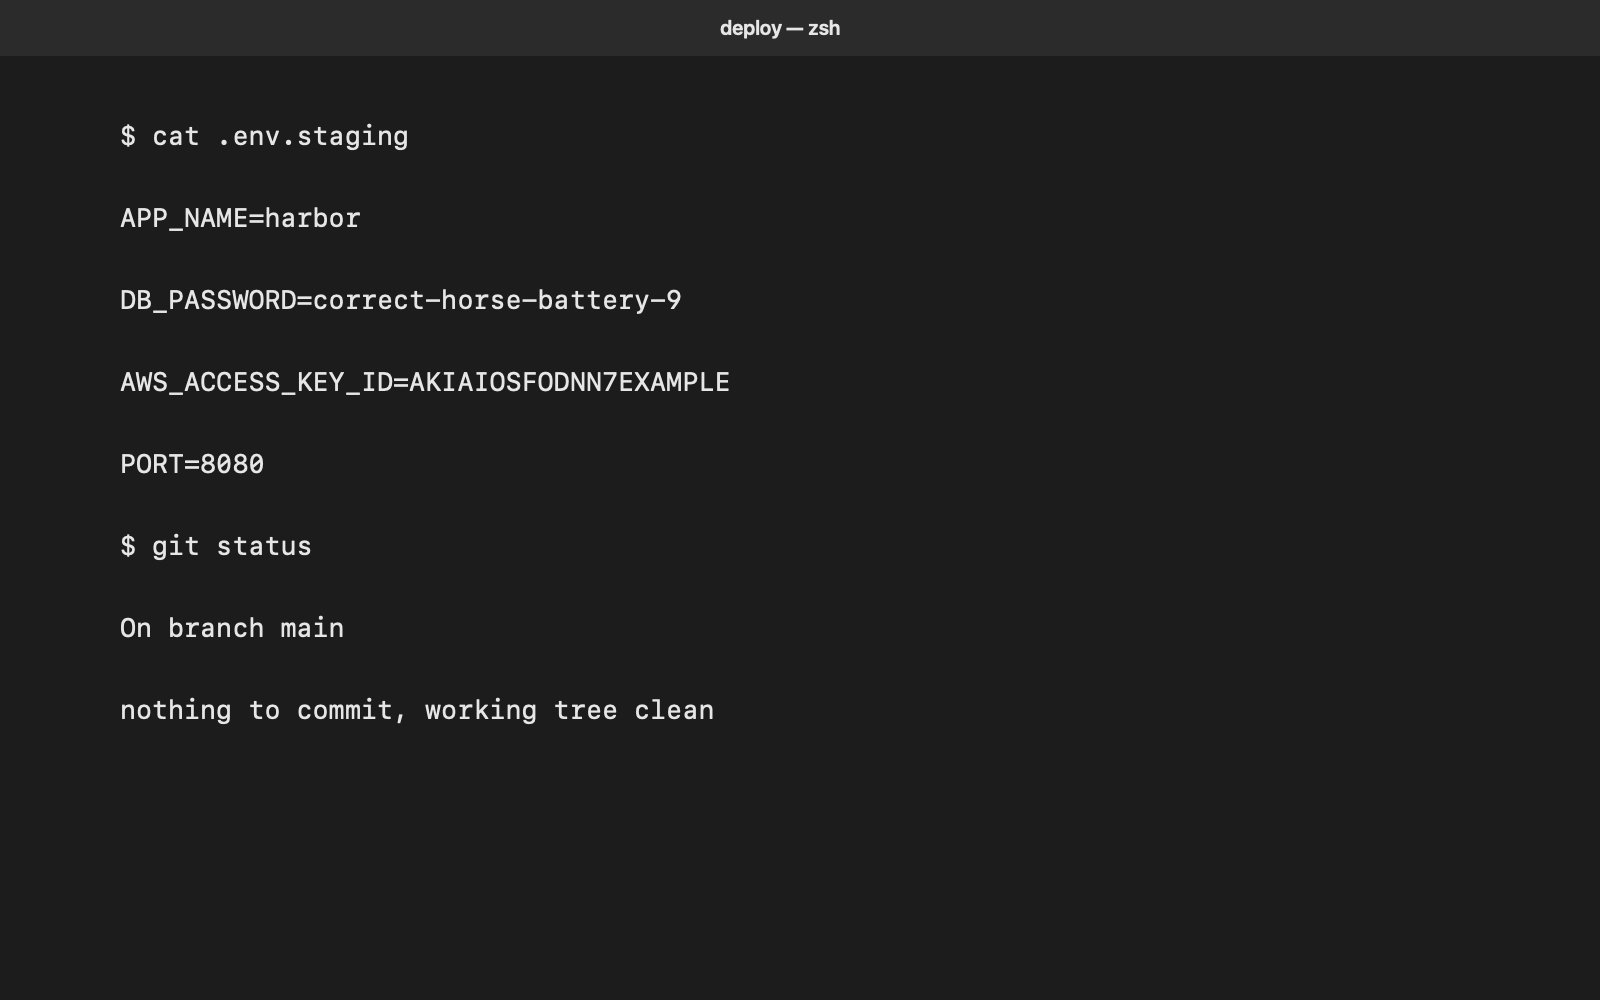 deploy — zsh
$ cat .env.staging
APP_NAME=harbor
DB_PASSWORD=correct-horse-battery-9
AWS_ACCESS_KEY_ID=AKIAIOSFODNN7EXAMPLE
PORT=8080
$ git status
On branch main
nothing to commit, working tree clean